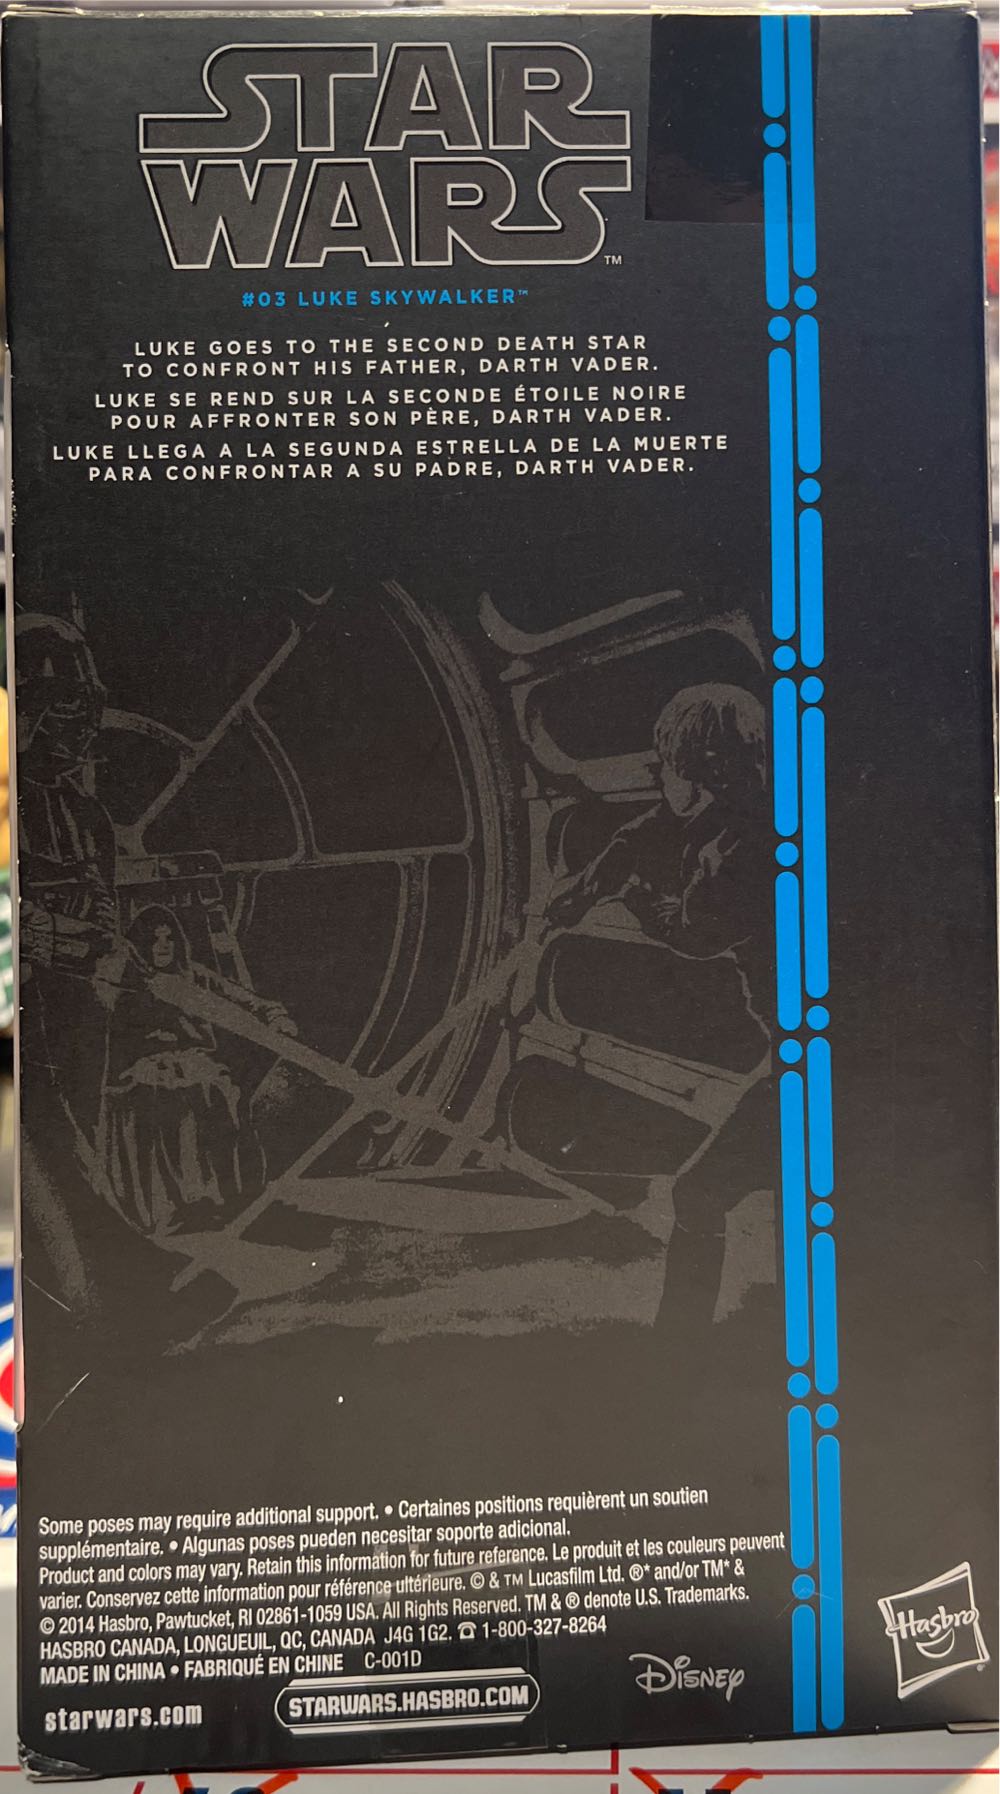 STAR
WARS™
#03 LUKE SKYWALKER™
LUKE GOES TO THE SECOND DEATH STAR
TO CONFRONT HIS FATHER, DARTH VADER.
LUKE SE REND SUR LA SECONDE ÉTOILE NOIRE
POUR AFFRONTER SON PÈRE, DARTH VADER.
LUKE LLEGA A LA SEGUNDA ESTRELLA DE LA MUERTE
PARA CONFRONTAR A SU PADRE, DARTH VADER.
Some poses may require additional support. • Certaines positions requièrent un soutien
supplémentaire. • Algunas poses pueden necesitar soporte adicional.
Product and colors may vary. Retain this information for future reference. Le produit et les couleurs peuvent
varier. Conservez cette information pour référence ultérieure. © & TM Lucasfilm Ltd. ®* and/or TM* &
© 2014 Hasbro, Pawtucket, RI 02861-1059 USA. All Rights Reserved. TM & ® denote U.S. Trademarks.
HASBRO CANADA, LONGUEUIL, QC, CANADA J4G 1G2. ☎ 1-800-327-8264
MADE IN CHINA • FABRIQUÉ EN CHINE C-001D
starwars.com
STARWARS.HASBRO.COM
DISNEY
Hasbro®